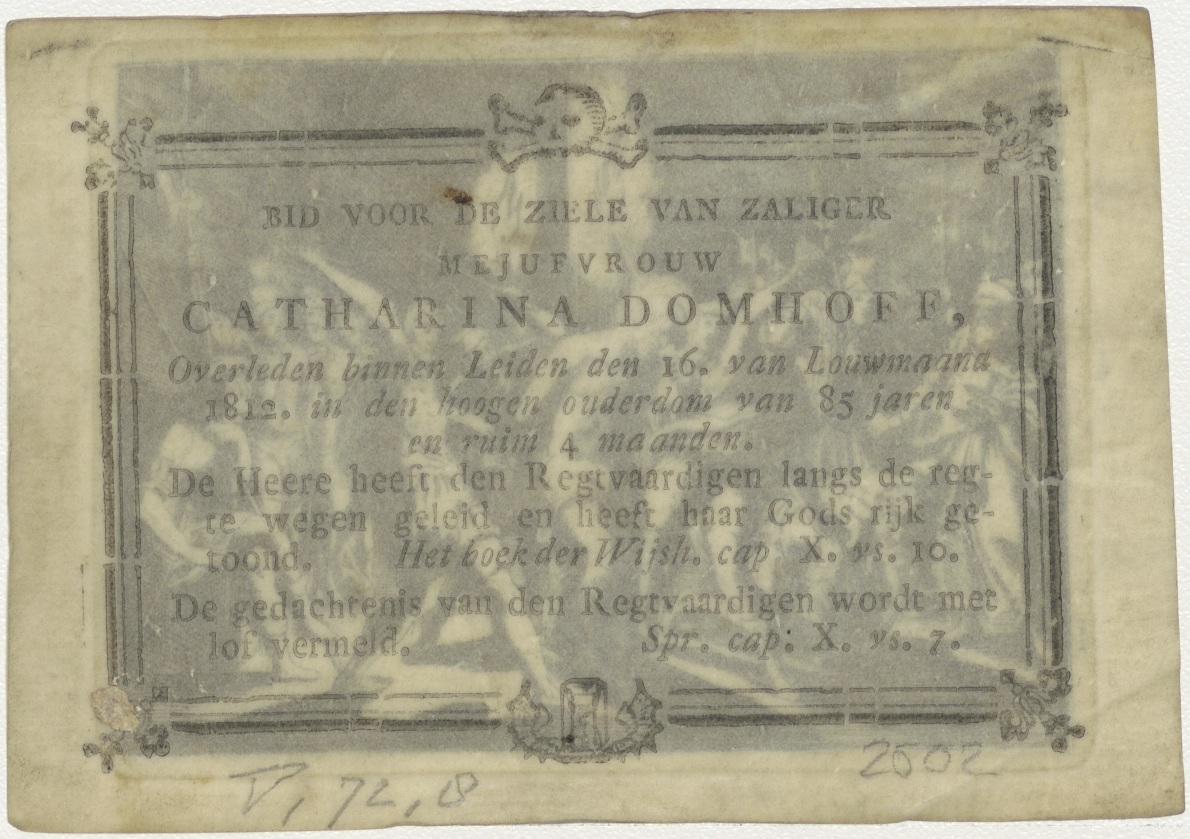 BID VOOR DE ZIELE VAN ZALIGER
MEJUFVROUW
CATHARINA DOMHOFF,
Overleden binnen Leiden den 16. van Louwmaand
1812. in den hoogen ouderdom van 85 jaren
en ruim 4 maanden.
De Heere heeft den Regtvaardigen langs de reg-
te wegen geleid en heeft haar Gods rijk ge-
toond. Het boek der Wijsh. cap X. vs. 10.
De gedachtenis van den Regtvaardigen wordt met
lof vermeld. Spr. cap: X. vs. 7.
2502
72, 8